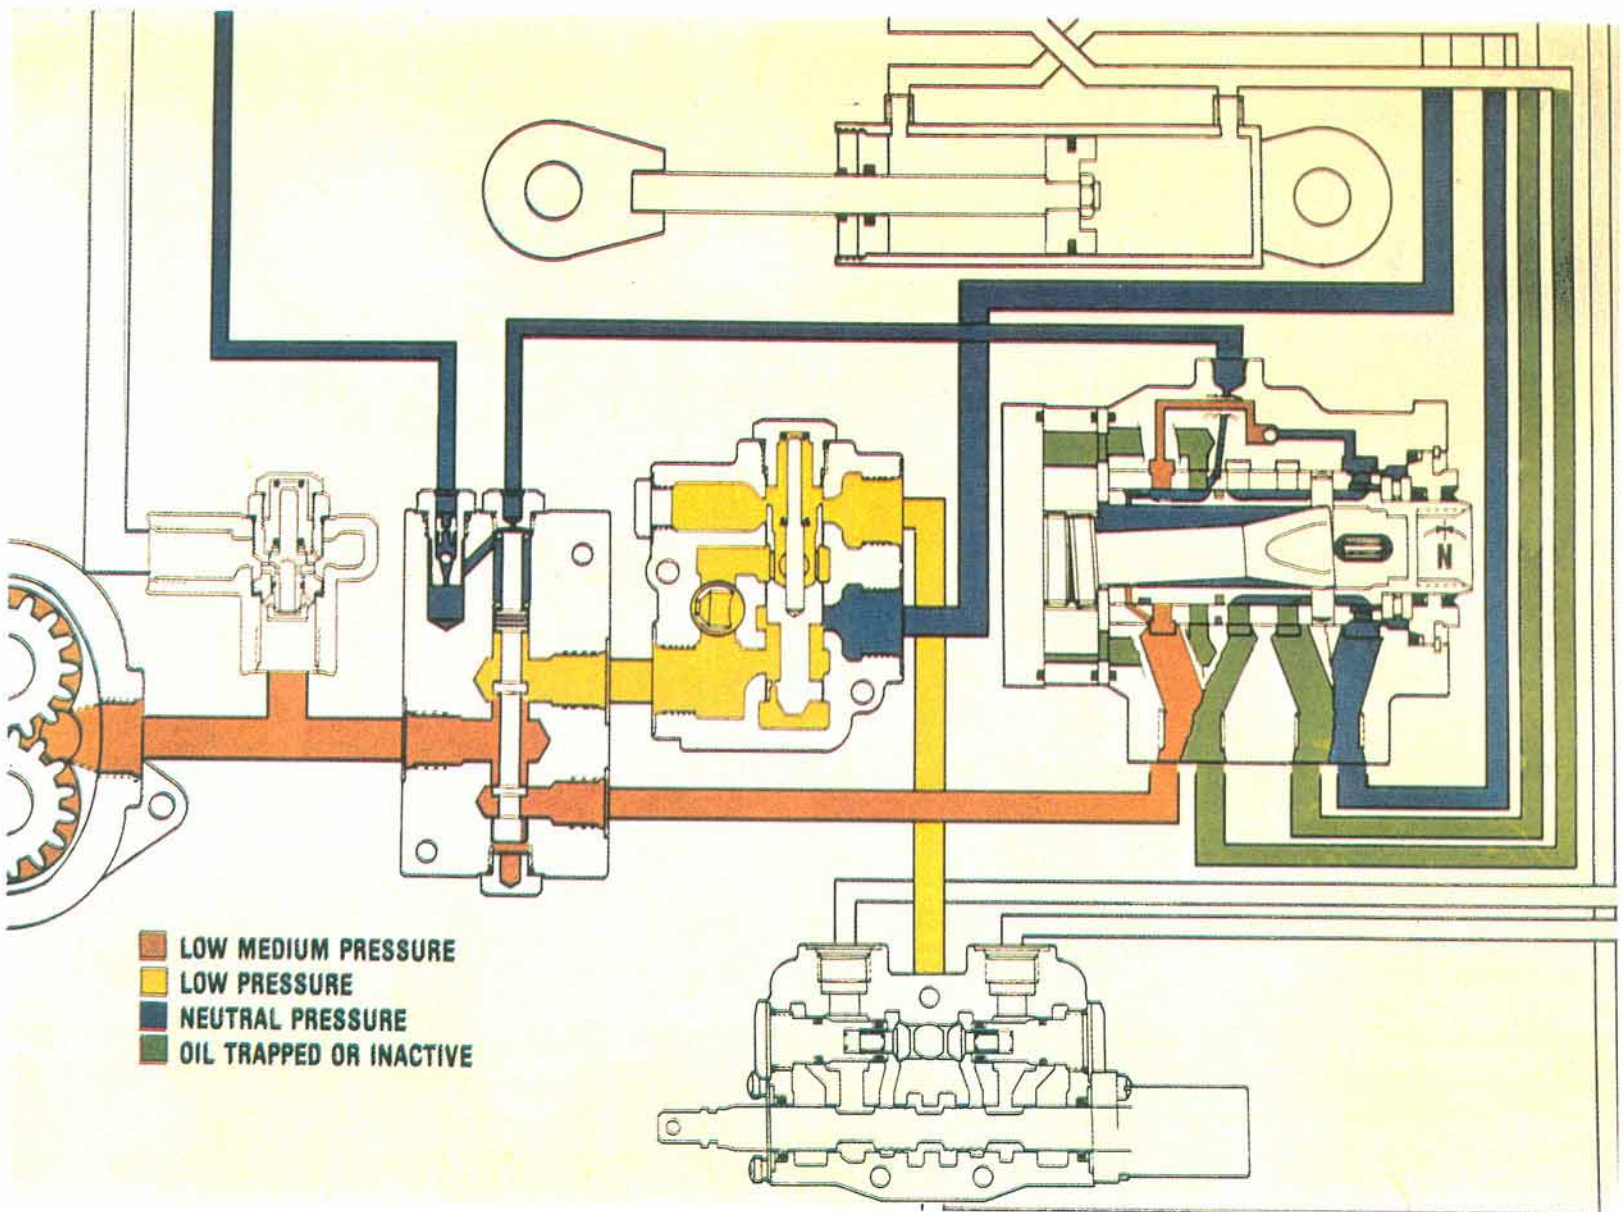 N
LOW MEDIUM PRESSURE
LOW PRESSURE
NEUTRAL PRESSURE
OIL TRAPPED OR INACTIVE